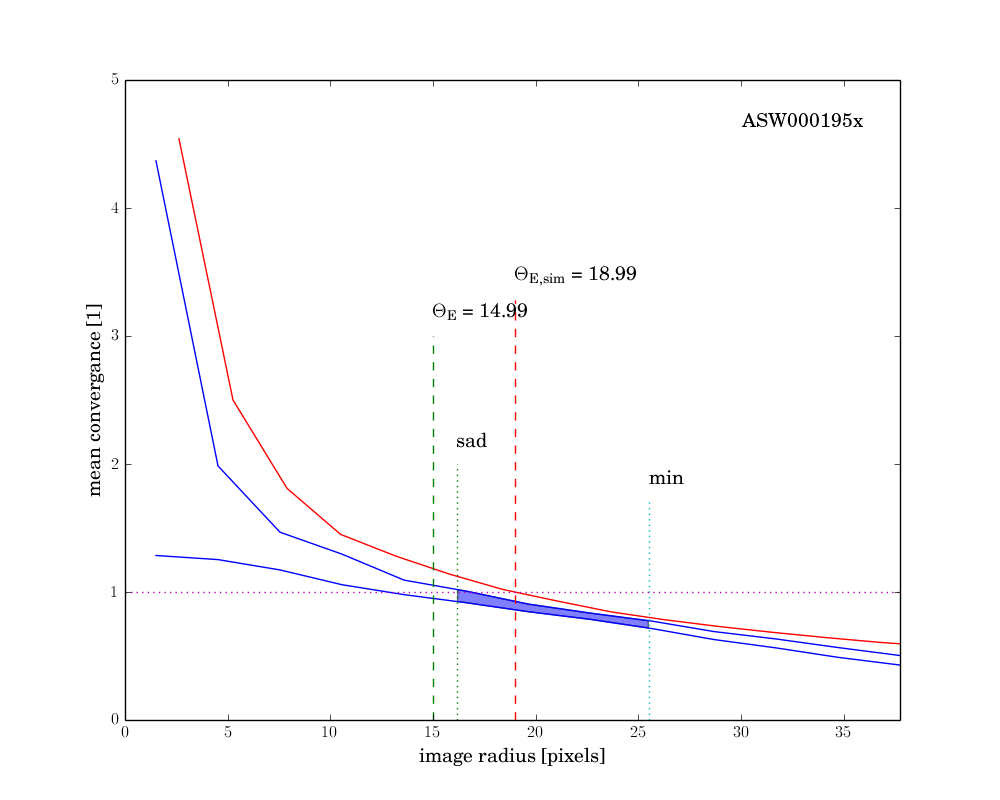 5
ASW000195x
4
Θ_E,sim = 18.99
Θ_E = 14.99
3
mean convergance [1]
sad
2
min
1
0
0 5 10 15 20 25 30 35
image radius [pixels]